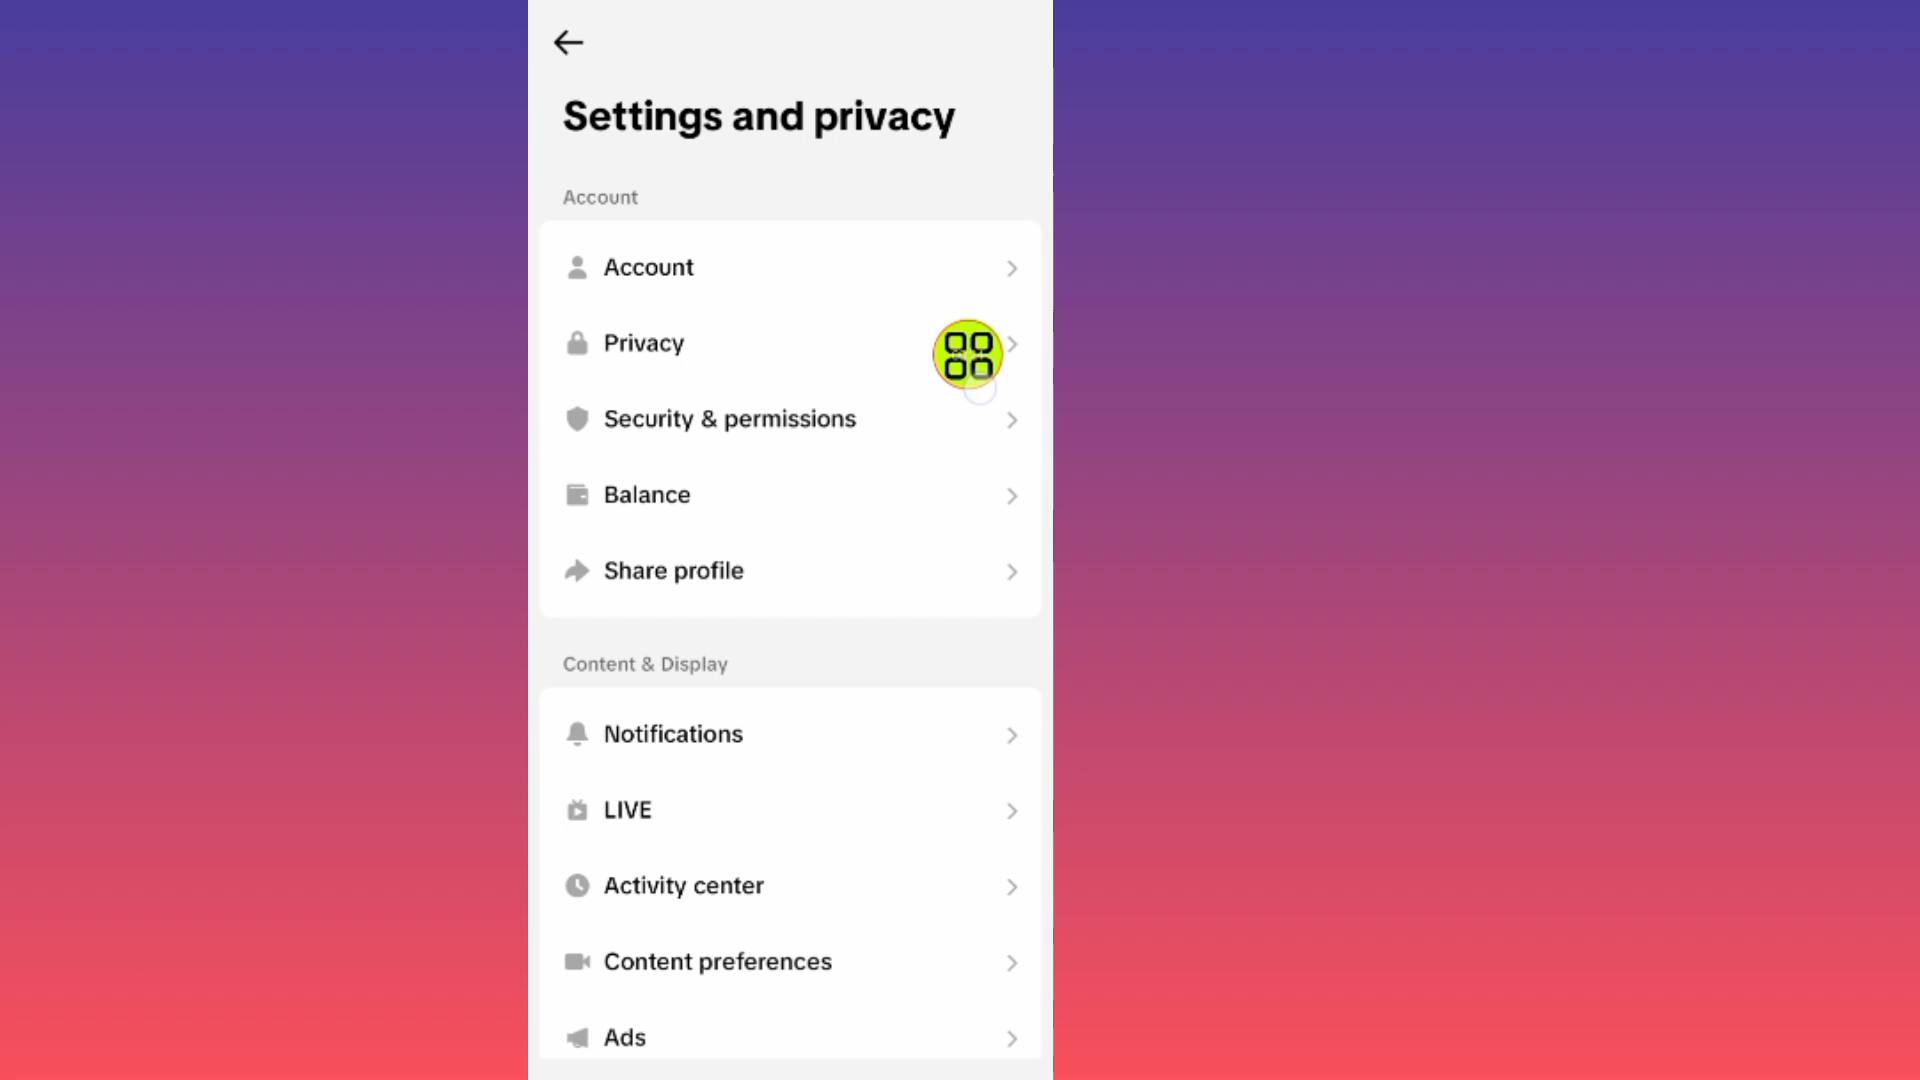 Settings and privacy
Account
Account
Privacy
Security & permissions
Balance
Share profile
Content & Display
Notifications
LIVE
Activity center
Content preferences
Ads